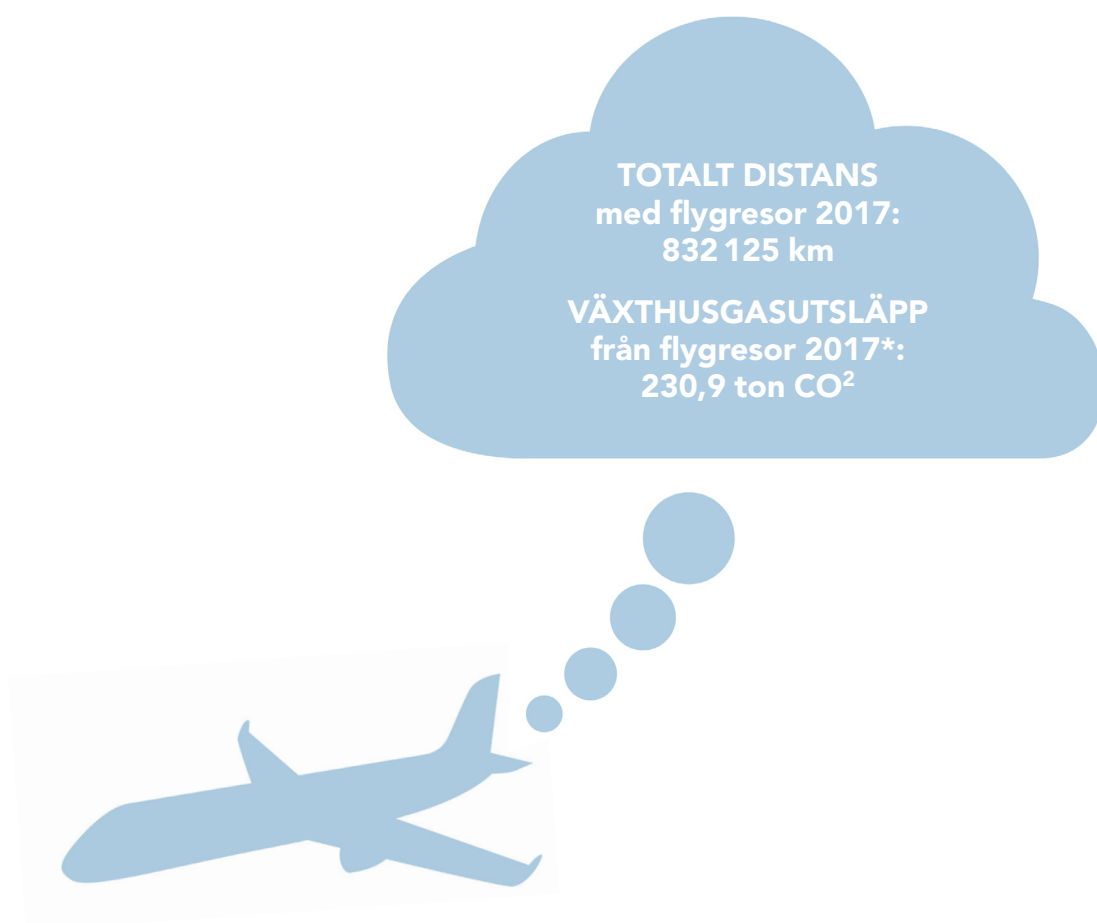 TOTALT DISTANS
med flygresor 2017:
832 125 km
VÄXTHUSGASUTSLÄPP
från flygresor 2017*:
230,9 ton CO²